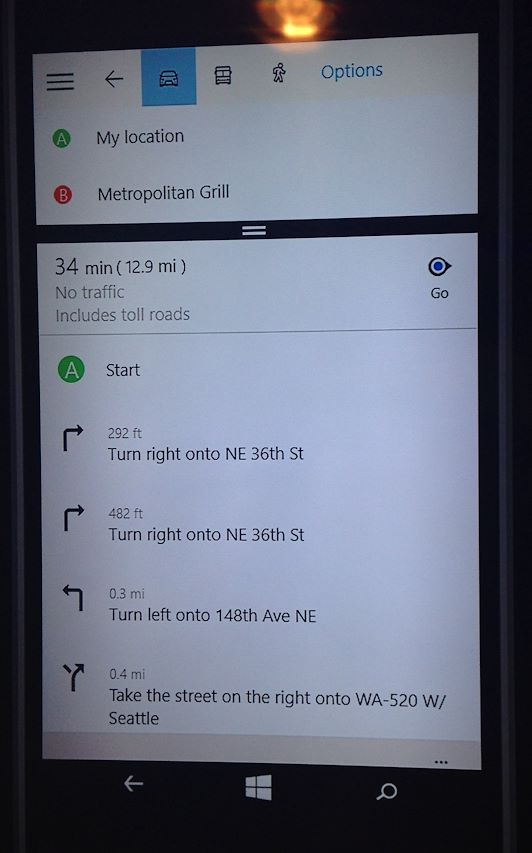 Options
A My location
B Metropolitan Grill
34 min ( 12.9 mi )
No traffic
Includes toll roads
Go
A Start
292 ft
Turn right onto NE 36th St
482 ft
Turn right onto NE 36th St
0.3 mi
Turn left onto 148th Ave NE
0.4 mi
Take the street on the right onto WA-520 W/
Seattle